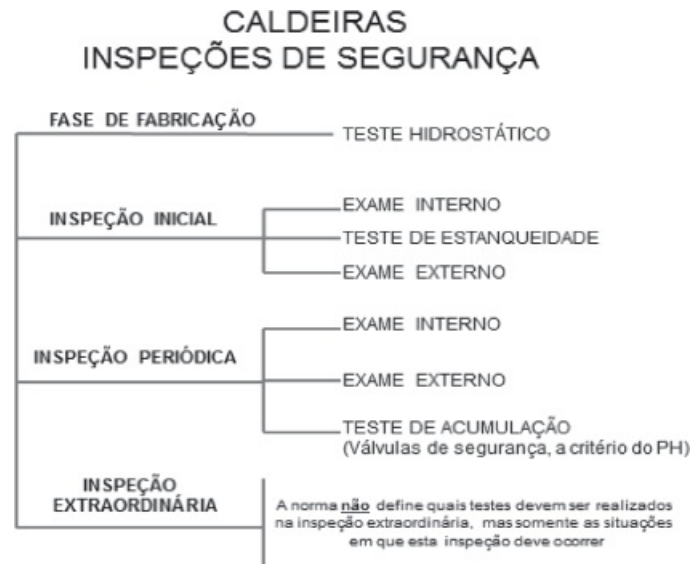 CALDEIRAS
INSPEÇÕES DE SEGURANÇA
FASE DE FABRICAÇÃO
TESTE HIDROSTÁTICO
INSPEÇÃO INICIAL
EXAME INTERNO
TESTE DE ESTANQUEIDADE
EXAME EXTERNO
INSPEÇÃO PERIÓDICA
EXAME INTERNO
EXAME EXTERNO
TESTE DE ACUMULAÇÃO
(Válvulas de segurança, a critério do PH)
INSPEÇÃO
EXTRAORDINÁRIA
A norma não define quais testes devem ser realizados
na inspeção extraordinária, mas somente as situações
em que esta inspeção deve ocorrer